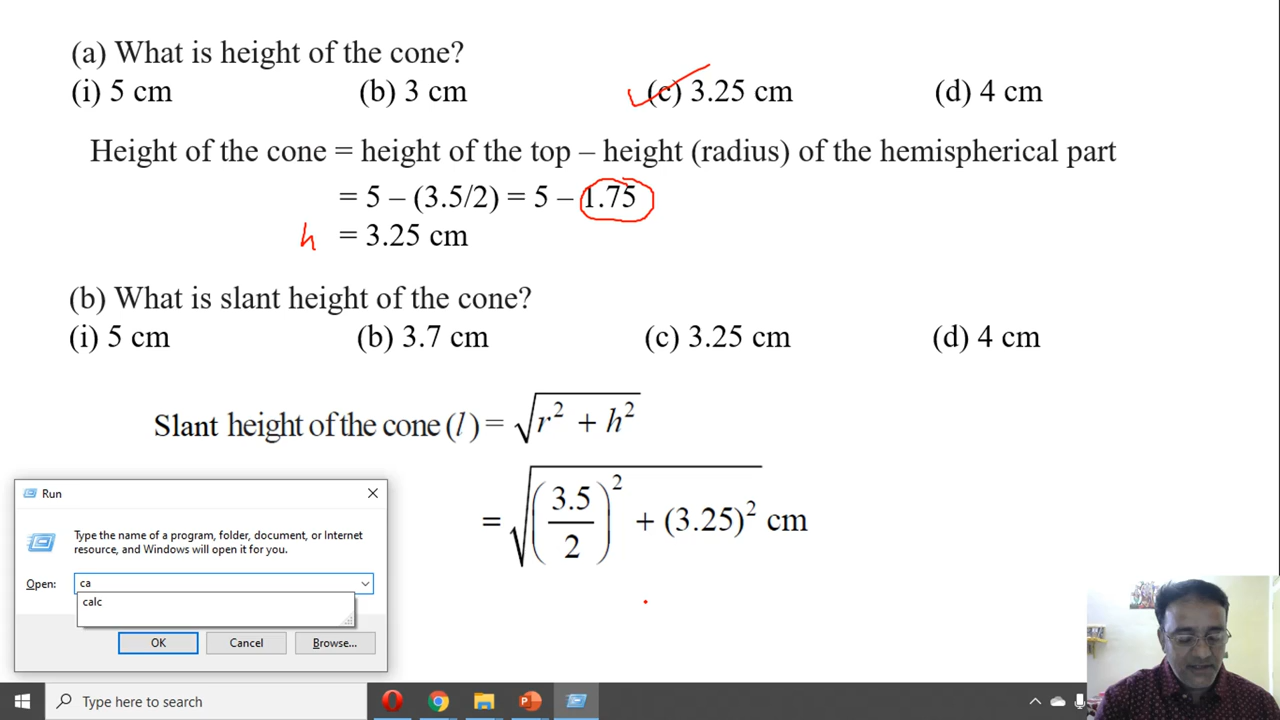 (a) What is height of the cone?
(i) 5 cm (b) 3 cm (c) 3.25 cm (d) 4 cm
Height of the cone = height of the top – height (radius) of the hemispherical part
= 5 – (3.5/2) = 5 – 1.75
h = 3.25 cm
(b) What is slant height of the cone?
(i) 5 cm (b) 3.7 cm (c) 3.25 cm (d) 4 cm
Slant height of the cone (l) = √(r² + h²)
= √((3.5/2)² + (3.25)²) cm
Run
Type the name of a program, folder, document, or Internet
resource, and Windows will open it for you.
Open: ca
calc
OK Cancel Browse...
Type here to search